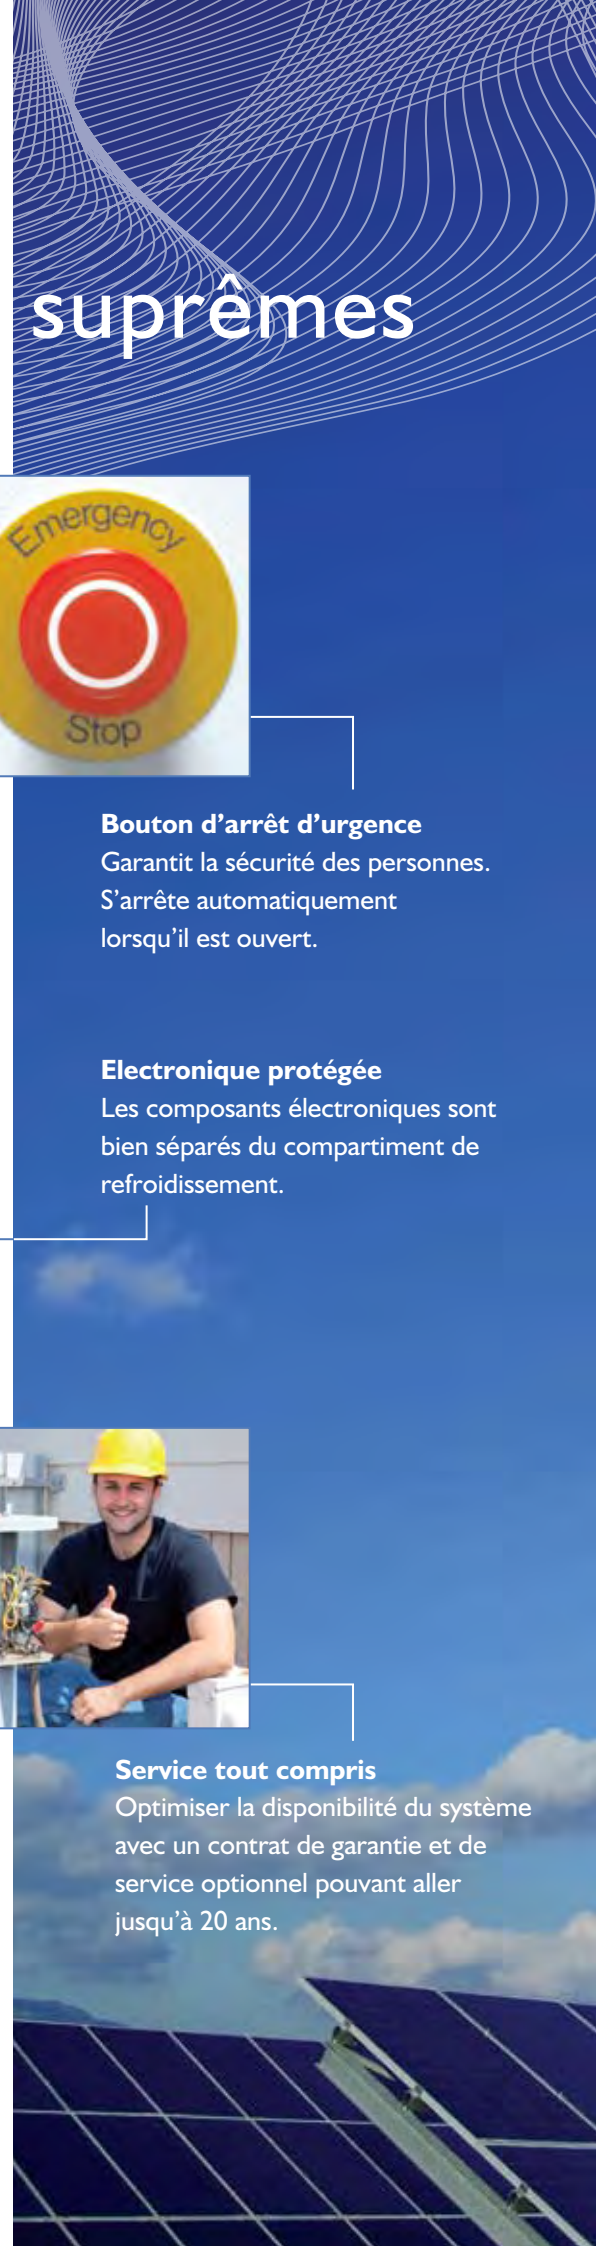 suprêmes
Emergency
Stop
Bouton d’arrêt d’urgence
Garantit la sécurité des personnes.
S’arrête automatiquement
lorsqu’il est ouvert.
Electronique protégée
Les composants électroniques sont
bien séparés du compartiment de
refroidissement.
Service tout compris
Optimiser la disponibilité du système
avec un contrat de garantie et de
service optionnel pouvant aller
jusqu’à 20 ans.